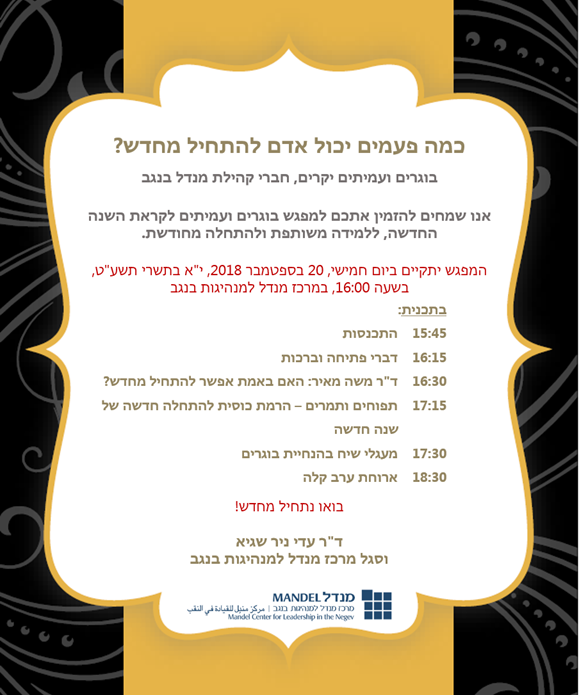 כמה פעמים יכול אדם להתחיל מחדש?
בוגרים ועמיתים יקרים, חברי קהילת מנדל בנגב
אנו שמחים להזמין אתכם למפגש בוגרים ועמיתים לקראת השנה
החדשה, ללמידה משותפת ולהתחלה מחודשת.
המפגש יתקיים ביום חמישי, 20 בספטמבר 2018, י"א בתשרי תשע"ט,
בשעה 16:00, במרכז מנדל למנהיגות בנגב
בתכנית:
15:45 התכנסות
16:15 דברי פתיחה וברכות
16:30 ד"ר משה מאיר: האם באמת אפשר להתחיל מחדש?
17:15 תפוחים ותמרים – הרמת כוסית להתחלה חדשה של
שנה חדשה
17:30 מעגלי שיח בהנחיית בוגרים
18:30 ארוחת ערב קלה
בואו נתחיל מחדש!
ד"ר עדי ניר שגיא
וסגל מרכז מנדל למנהיגות בנגב
מנדל MANDEL
מרכז מנדל למנהיגות בנגב | مركز مندل للقيادة في النقب
Mandel Center for Leadership in the Negev